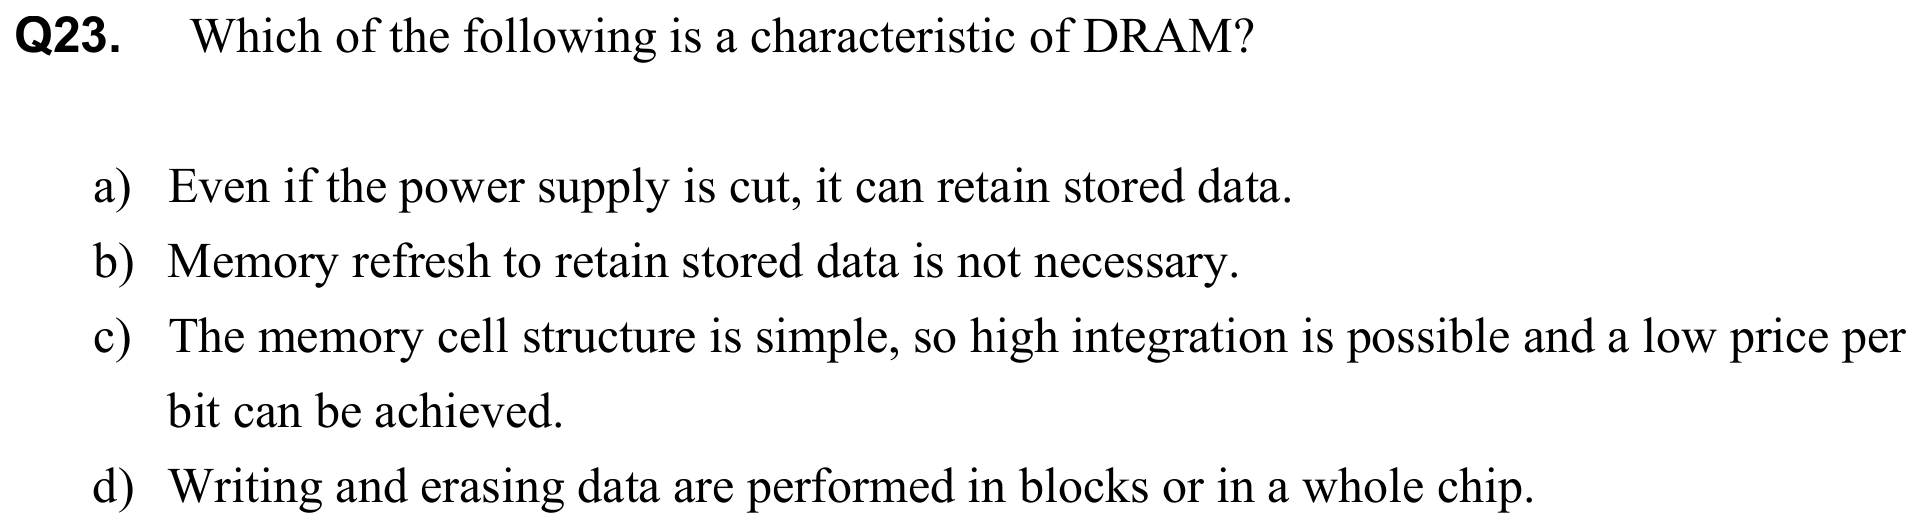 Q23. Which of the following is a characteristic of DRAM?
a) Even if the power supply is cut, it can retain stored data.
b) Memory refresh to retain stored data is not necessary.
c) The memory cell structure is simple, so high integration is possible and a low price per
bit can be achieved.
d) Writing and erasing data are performed in blocks or in a whole chip.